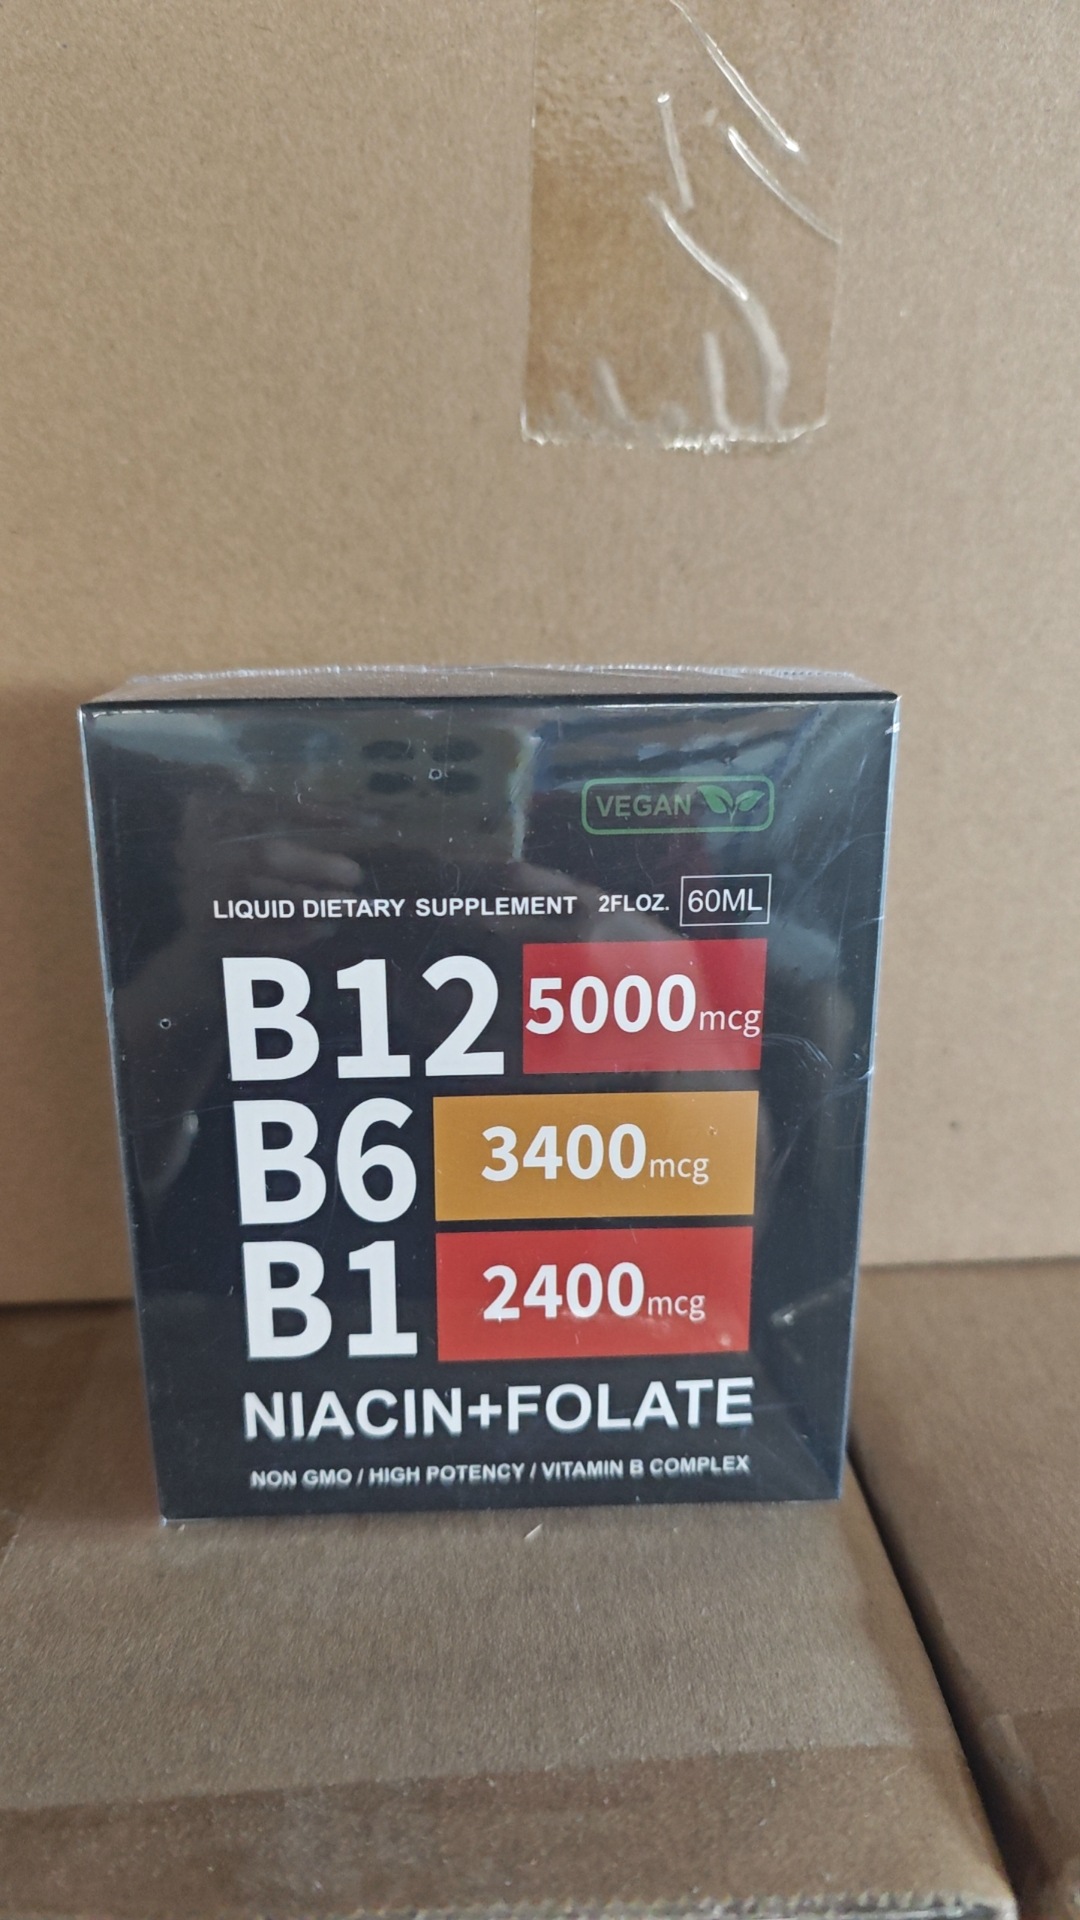 VEGAN
LIQUID DIETARY SUPPLEMENT 2FLOZ. 60ML
B12 5000mcg
B6 3400mcg
B1 2400mcg
NIACIN+FOLATE
NON GMO / HIGH POTENCY / VITAMIN B COMPLEX